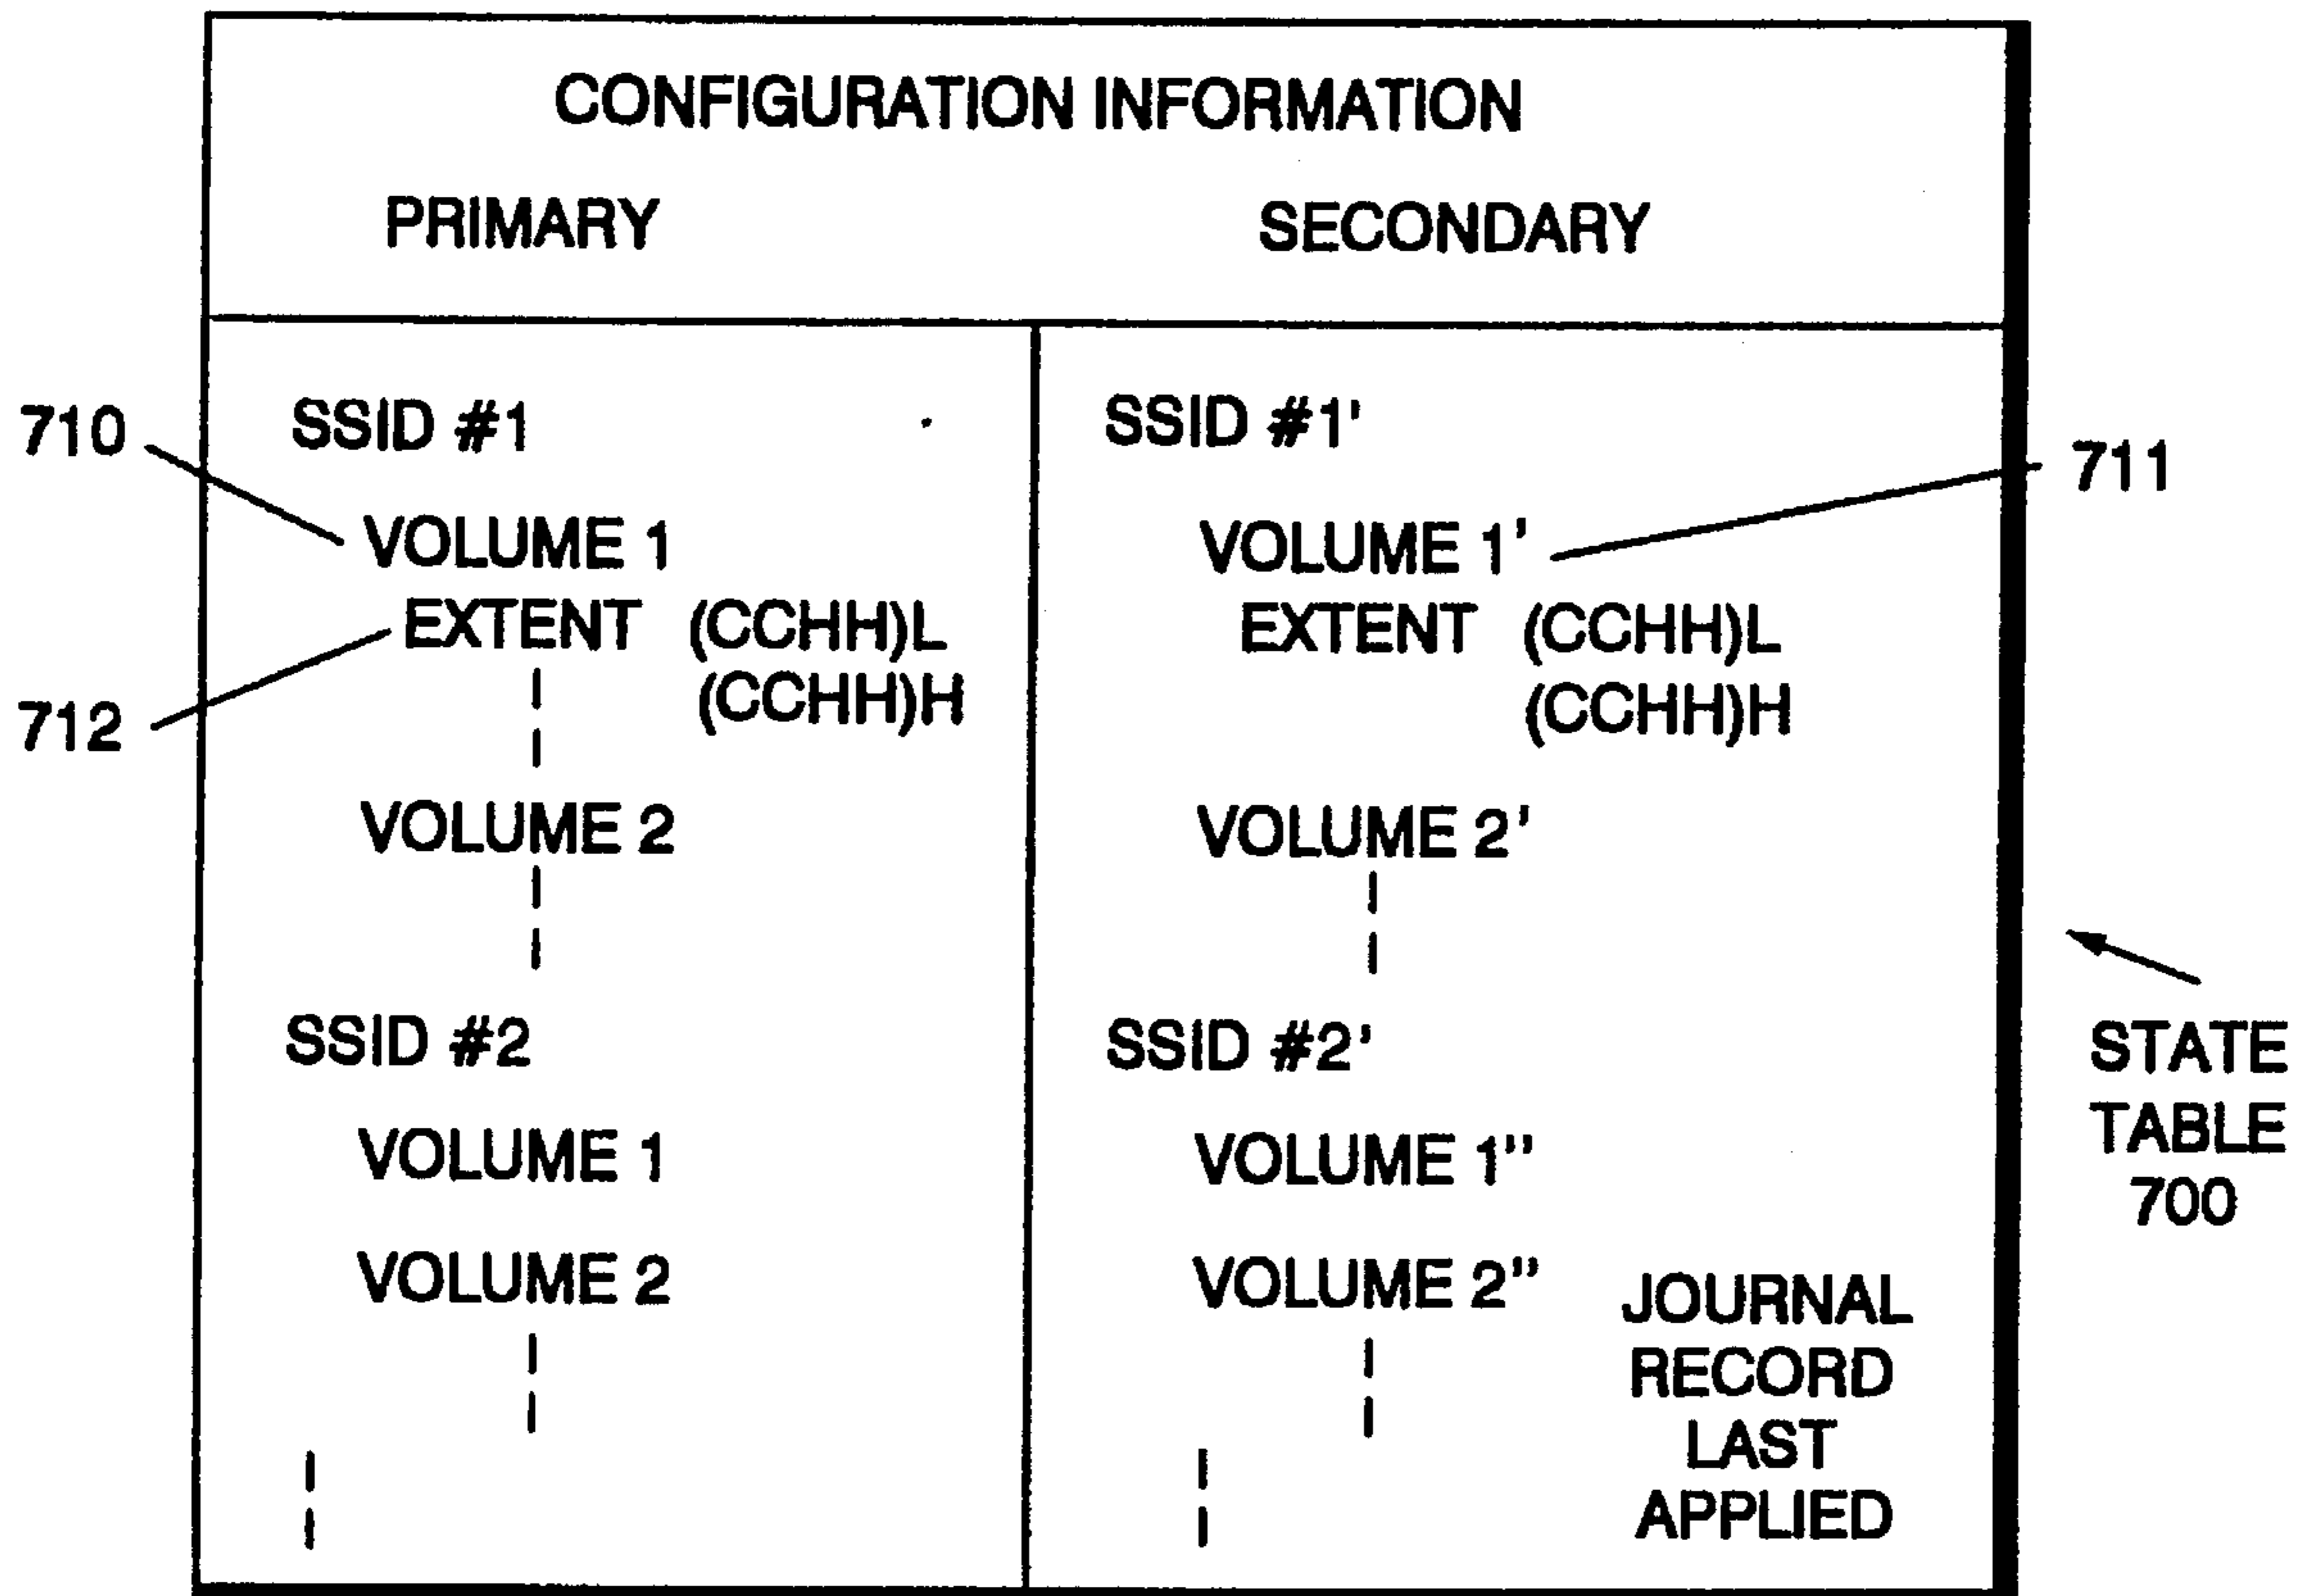 CONFIGURATION INFORMATION
PRIMARY
SECONDARY
710
SSID #1
VOLUME 1
EXTENT (CCHH)L
(CCHH)H
712
VOLUME 2
SSID #2
VOLUME 1
VOLUME 2
SSID #1'
711
VOLUME 1'
EXTENT (CCHH)L
(CCHH)H
VOLUME 2'
SSID #2'
VOLUME 1"
VOLUME 2"
JOURNAL
RECORD
LAST
APPLIED
STATE
TABLE
700